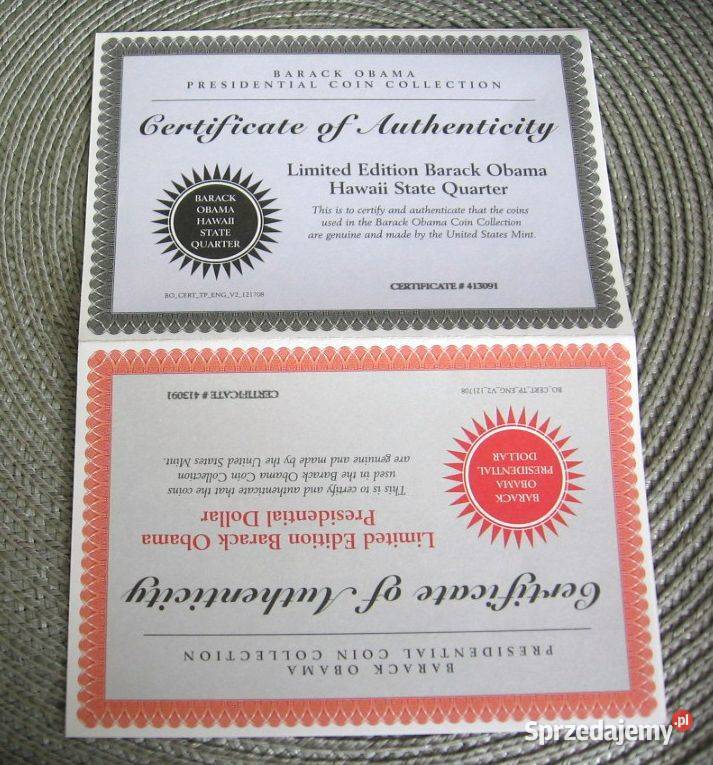 BARACK OBAMA
PRESIDENTIAL COIN COLLECTION
Certificate of Authenticity
Limited Edition Barack Obama
Hawaii State Quarter
BARACK
OBAMA
HAWAII
STATE
QUARTER
This is to certify and authenticate that the coins
used in the Barack Obama Coin Collection
are genuine and made by the United States Mint.
CERTIFICATE # 413091
BO_CERT_TP_ENG_V2_121708
BARACK OBAMA
PRESIDENTIAL COIN COLLECTION
Certificate of Authenticity
Limited Edition Barack Obama
Presidential Dollar
BARACK
OBAMA
PRESIDENTIAL
DOLLAR
This is to certify and authenticate that the coins
used in the Barack Obama Coin Collection
are genuine and made by the United States Mint.
CERTIFICATE # 413091
BO_CERT_TP_ENG_V2_121708
Sprzedajemy.pl